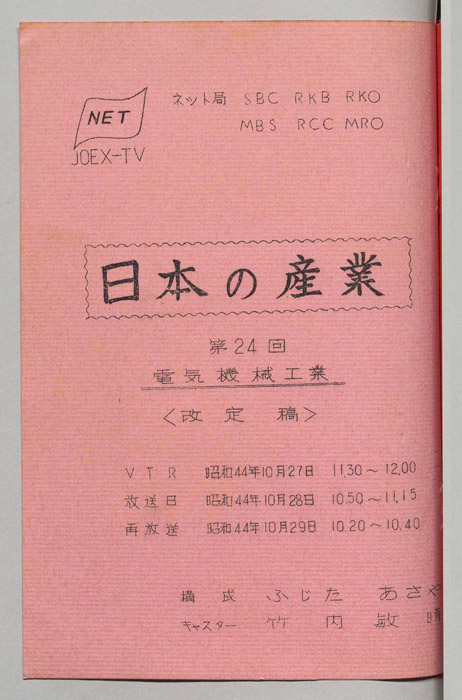 ネット局 SBC RKB RKO
NET
MBS RCC MRO
JOEX-TV
日本の産業
第24回
電気機械工業
<改定 稿>
VTR 昭和44年10月27日 11.30～12.00
放送日 昭和44年10月28日 10.50～11.15
再放送 昭和44年10月29日 10.20～10.40
構成 ふじた あさや
キャスター 竹内敏